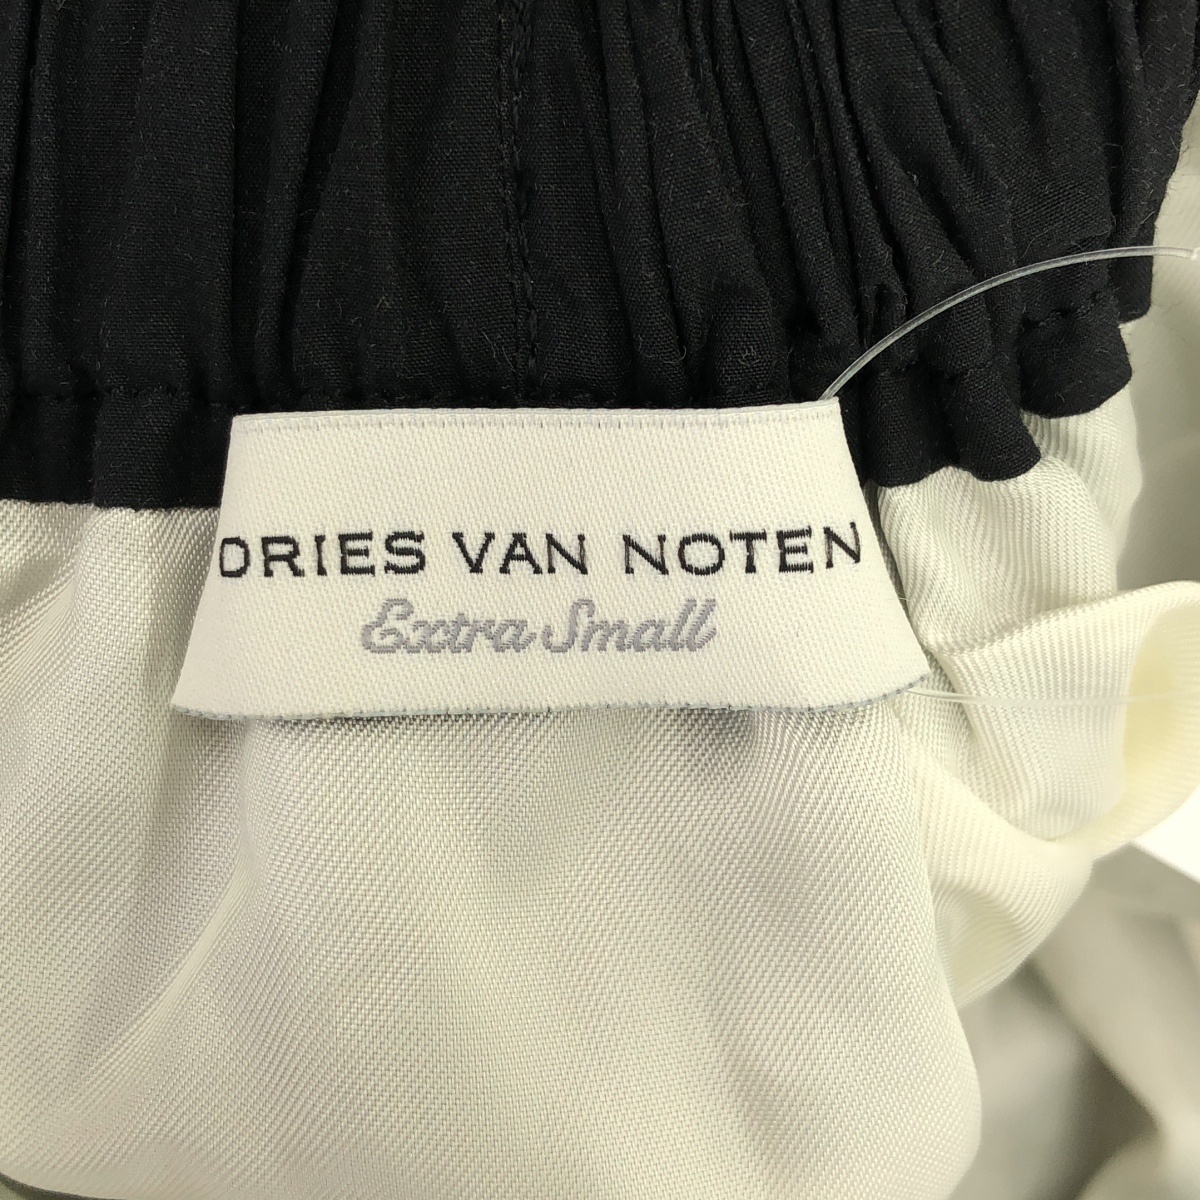 DRIES VAN NOTEN
Extra Small